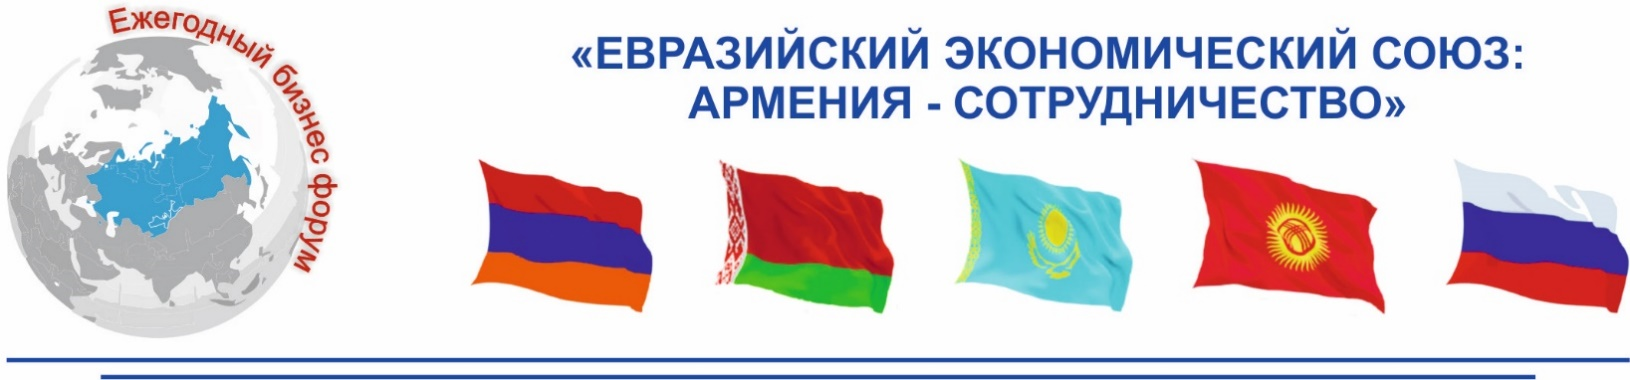 Ежегодный бизнес форум
«ЕВРАЗИЙСКИЙ ЭКОНОМИЧЕСКИЙ СОЮЗ:
АРМЕНИЯ - СОТРУДНИЧЕСТВО»